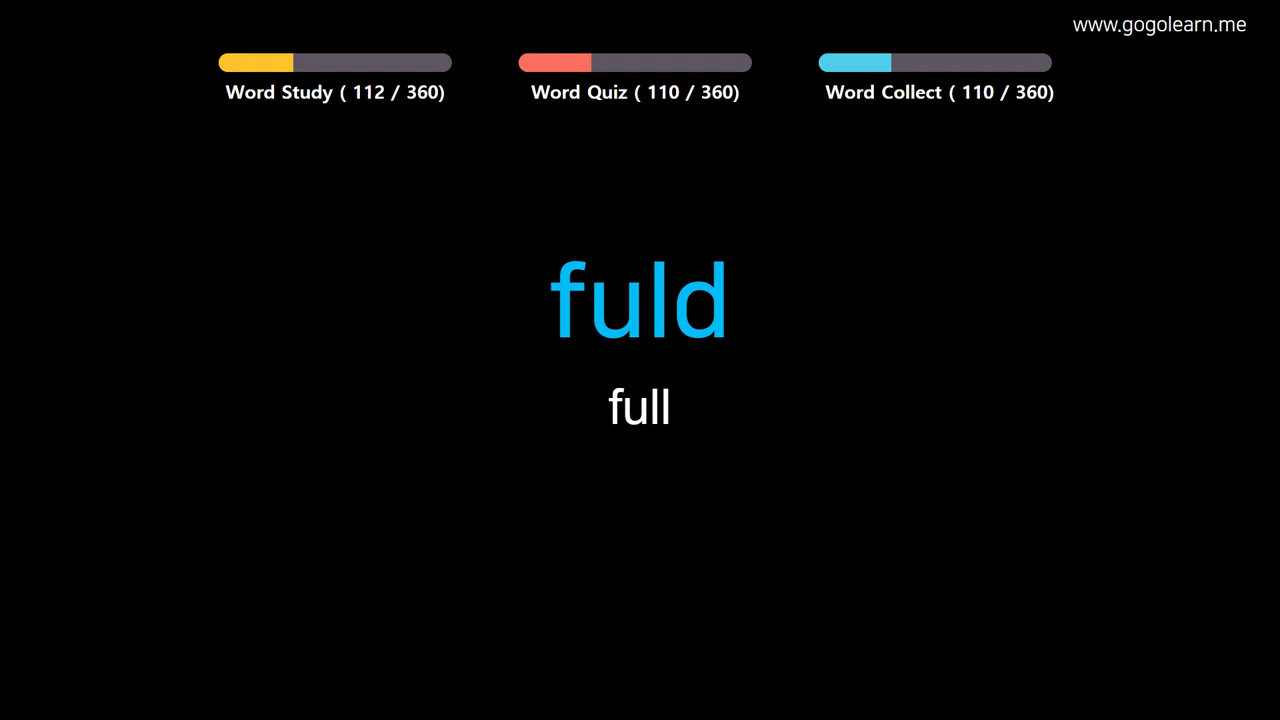 www.gogolearn.me
Word Study ( 112 / 360)
Word Quiz ( 110 / 360)
Word Collect ( 110 / 360)
fuld
full